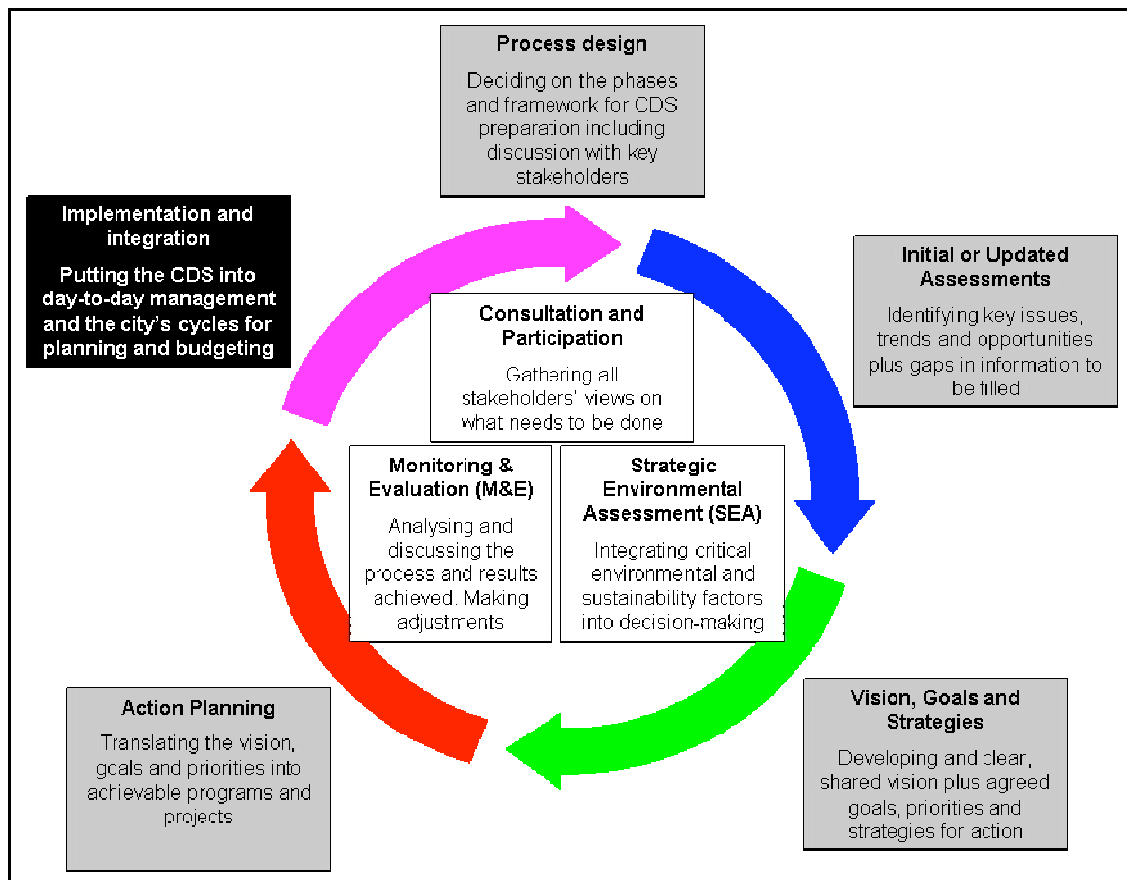 Process design
Deciding on the phases
and framework for CDS
preparation including
discussion with key
stakeholders
Implementation and
integration
Putting the CDS into
day-to-day management
and the city's cycles for
planning and budgeting
Initial or Updated
Assessments
Identifying key issues,
trends and opportunities
plus gaps in information to
be filled
Consultation and
Participation
Gathering all
stakeholders' views on
what needs to be done
Monitoring &
Evaluation (M&E)
Analysing and
discussing the
process and results
achieved. Making
adjustments
Strategic
Environmental
Assessment (SEA)
Integrating critical
environmental and
sustainability factors
into decision-making
Action Planning
Translating the vision,
goals and priorities into
achievable programs and
projects
Vision, Goals and
Strategies
Developing and clear,
shared vision plus agreed
goals, priorities and
strategies for action